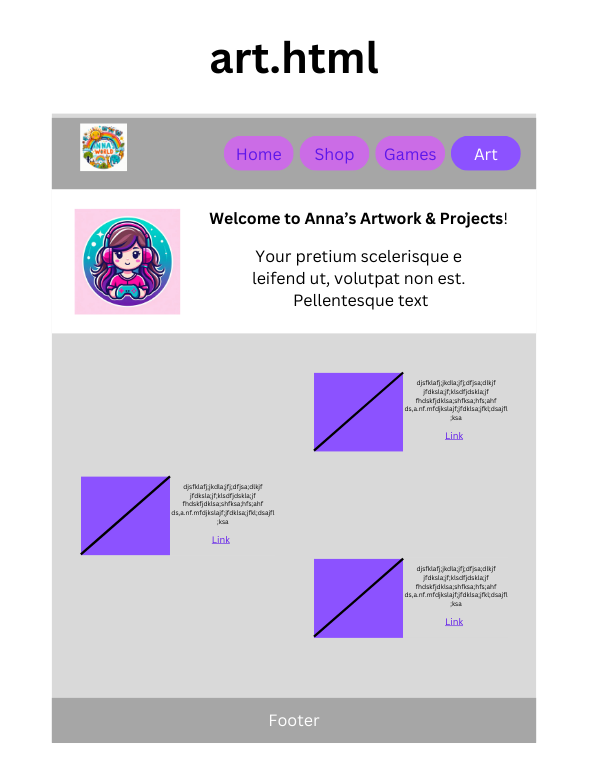 art.html
ANNA
WORLD
Home
Shop
Games
Art
Welcome to Anna’s Artwork & Projects!
Your pretium scelerisque e
leifend ut, volutpat non est.
Pellentesque text
djsfklafj;jkdla;jfj;dfjsa;dlkjf
jfdksla;jf;klsdfjdskla;jf
fhdskfjdklsa;shfksa;hfs;ahf
ds,a.nf.mfdjkslajf;jfdklsa;jfkl;dsajfl
;ksa
Link
djsfklafj;jkdla;jfj;dfjsa;dlkjf
jfdksla;jf;klsdfjdskla;jf
fhdskfjdklsa;shfksa;hfs;ahf
ds,a.nf.mfdjkslajf;jfdklsa;jfkl;dsajfl
;ksa
Link
djsfklafj;jkdla;jfj;dfjsa;dlkjf
jfdksla;jf;klsdfjdskla;jf
fhdskfjdklsa;shfksa;hfs;ahf
ds,a.nf.mfdjkslajf;jfdklsa;jfkl;dsajfl
;ksa
Link
Footer